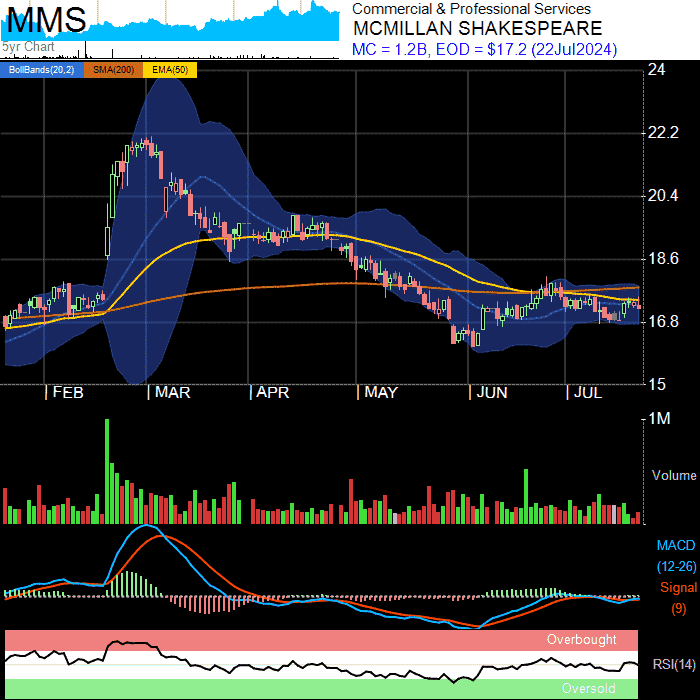 MMS
5yr Chart
Commercial & Professional Services
MCMILLAN SHAKESPEARE
MC = 1.2B, EOD = $17.2 (22Jul2024)
BollBands(20,2) SMA(200) EMA(50)
24
22.2
20.4
18.6
16.8
15
FEB MAR APR MAY JUN JUL
1M
Volume
MACD
(12-26)
Signal
(9)
Overbought
RSI(14)
Oversold